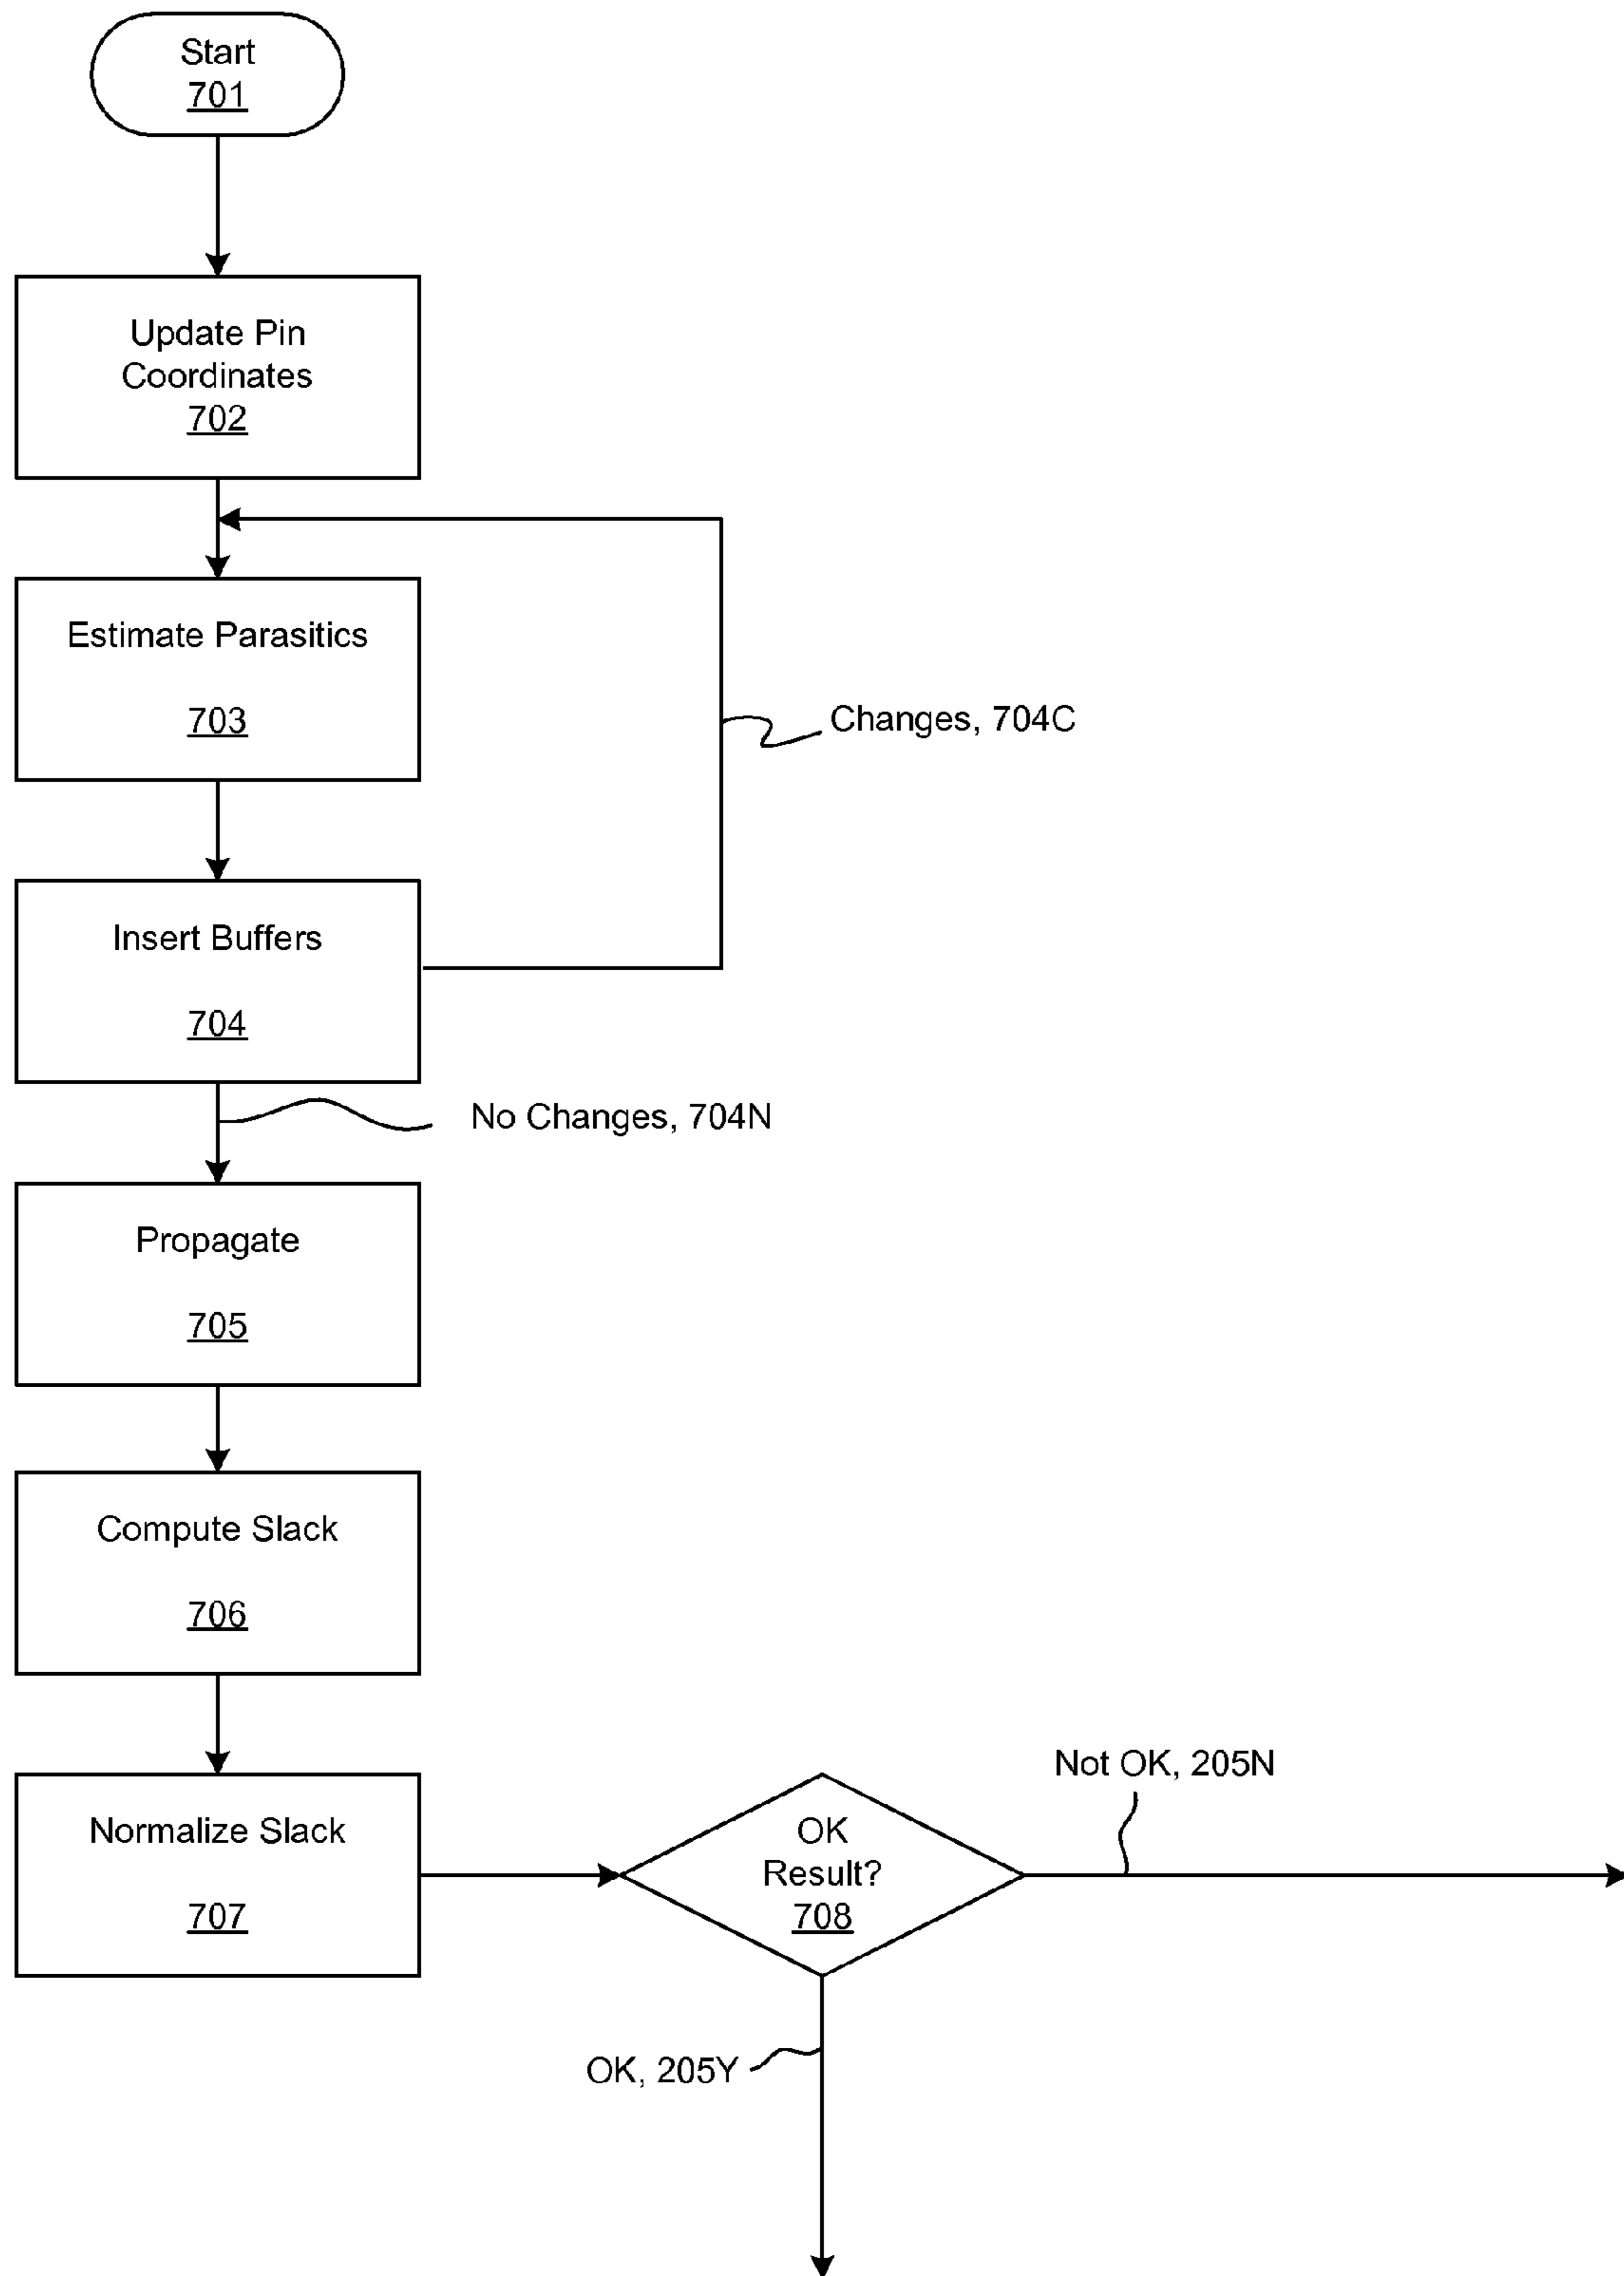 Start
701
Update Pin
Coordinates
702
Estimate Parasitics
703
Changes, 704C
Insert Buffers
704
No Changes, 704N
Propagate
705
Compute Slack
706
Normalize Slack
707
OK
Result?
708
Not OK, 205N
OK, 205Y